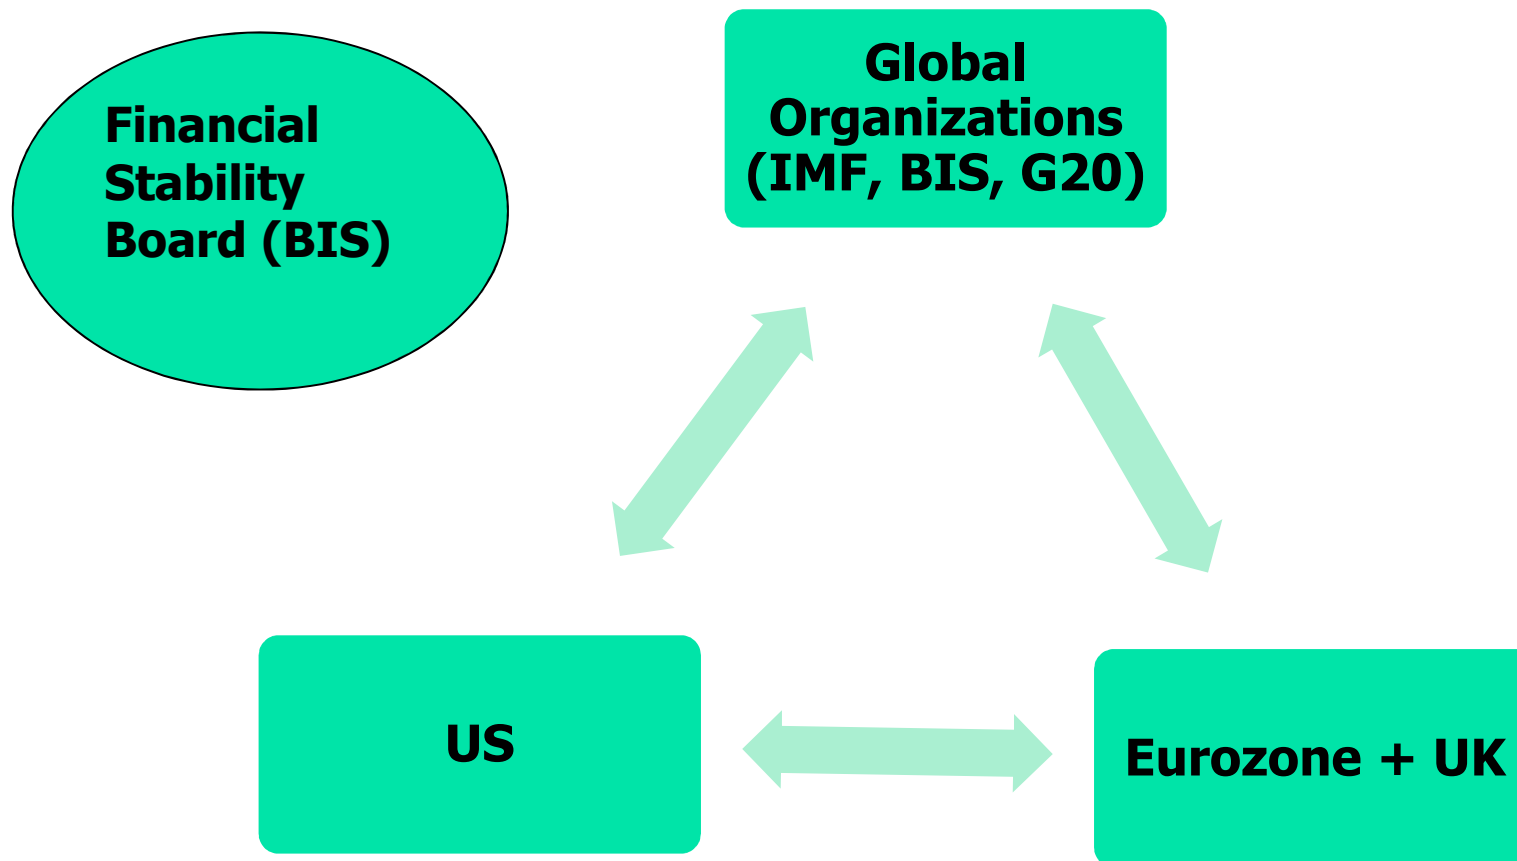 Financial
Stability
Board (BIS)
Global
Organizations
(IMF, BIS, G20)
US
Eurozone + UK